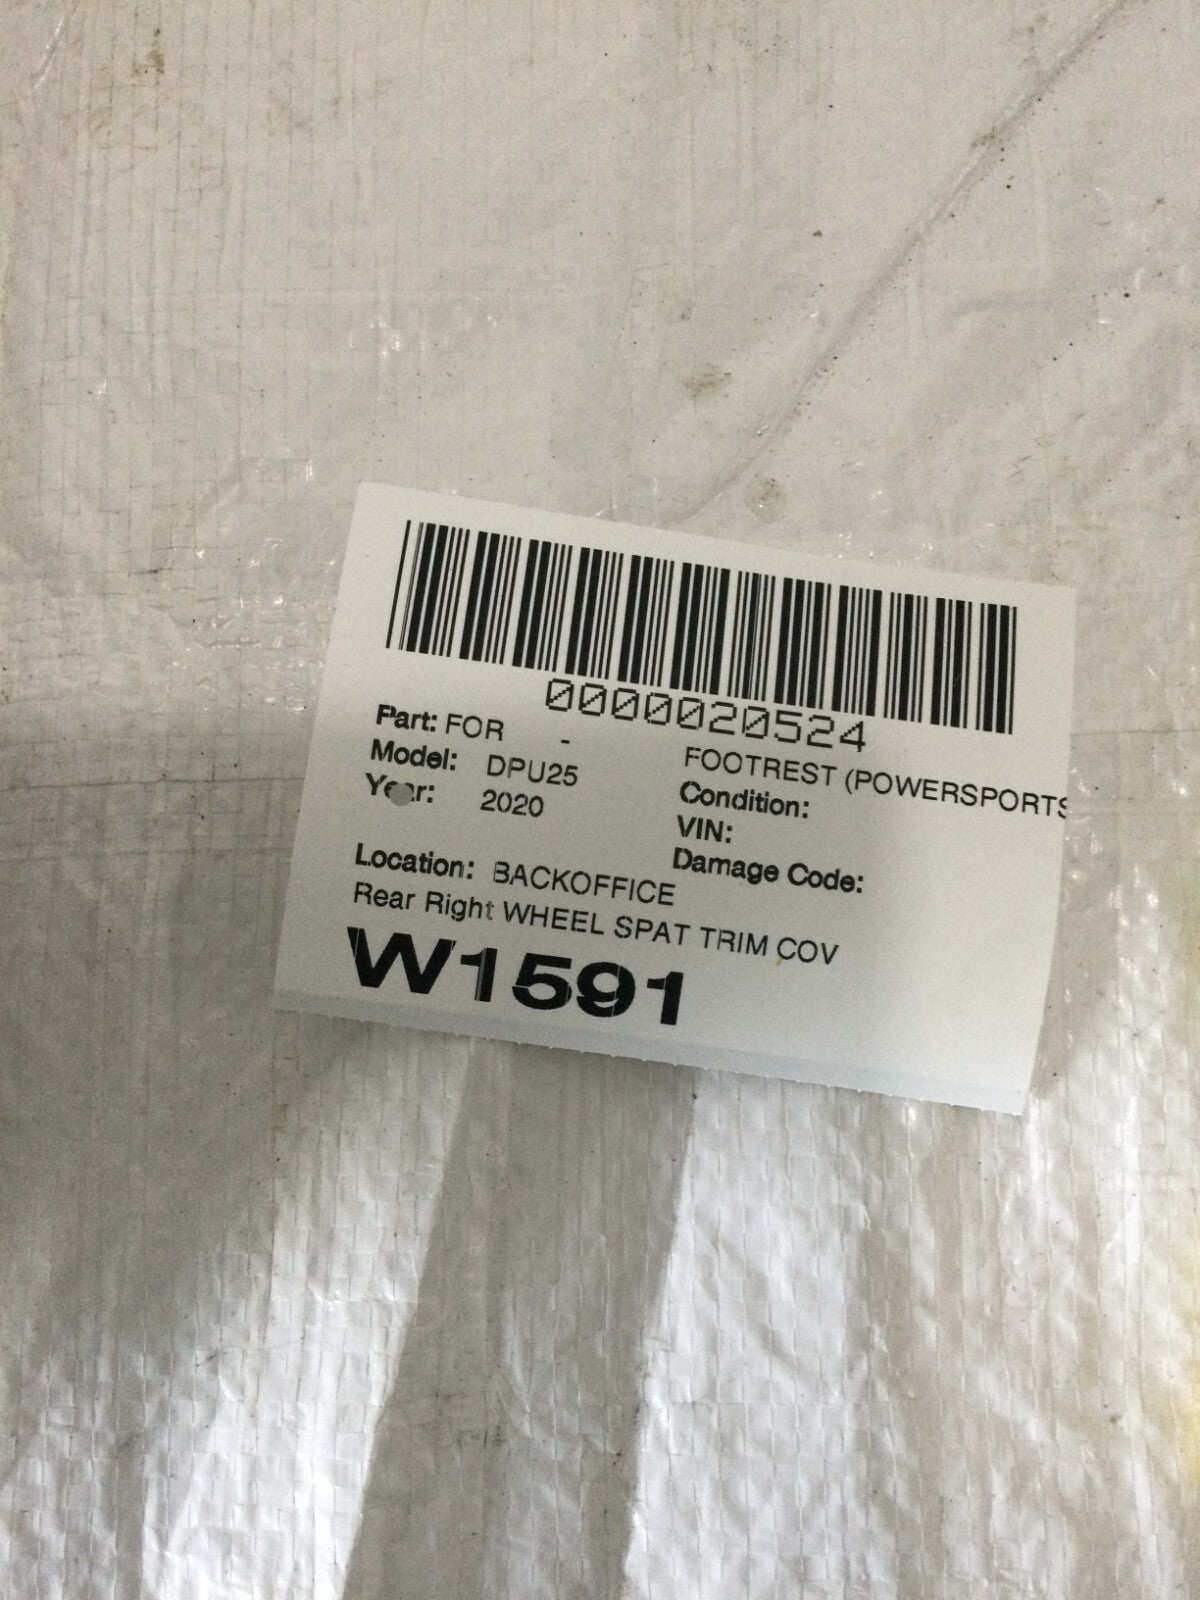 0000020524
Part: FOR - FOOTREST (POWERSPORTS
Model: DPU25 Condition:
Year: 2020 VIN:
Damage Code:
Location: BACKOFFICE
Rear Right WHEEL SPAT TRIM COV
W1591